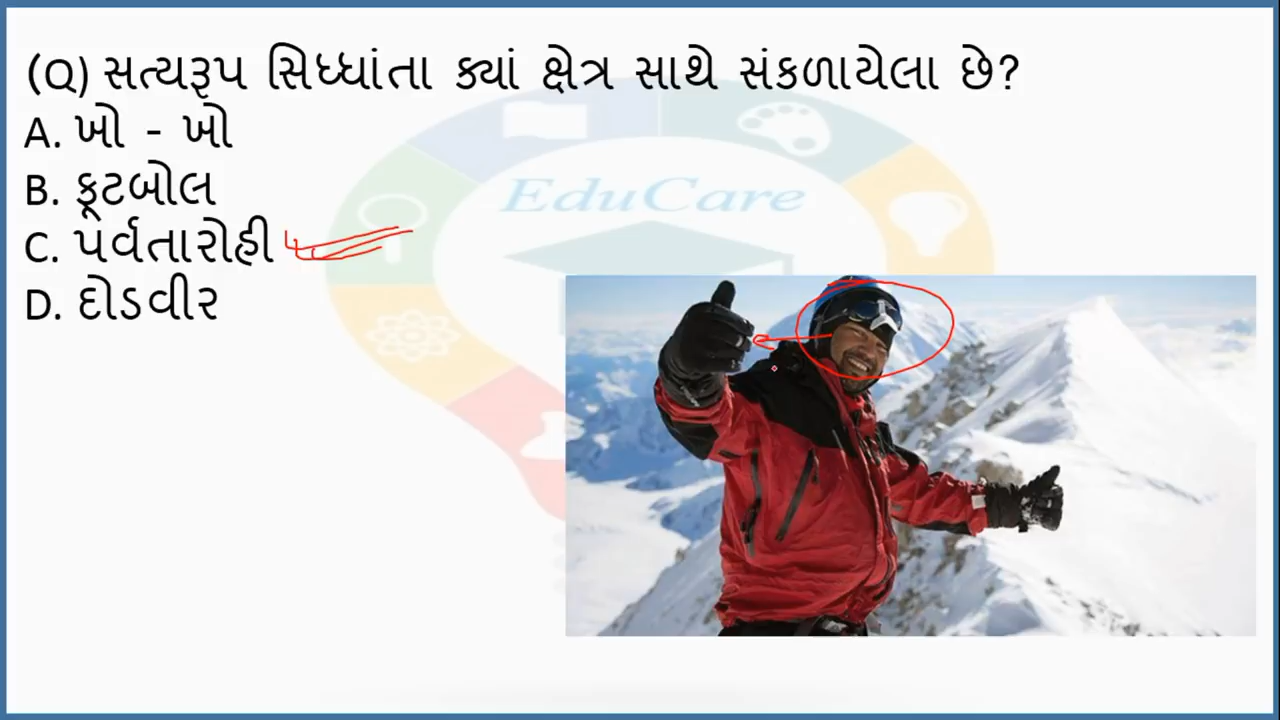 (Q) સત્યરૂપ સિધ્ધાંતા ક્યાં ક્ષેત્ર સાથે સંકળાયેલા છે?
A. ખો - ખો
B. ફૂટબોલ
C. પર્વતારોહી
D. દોડવીર
EduCare